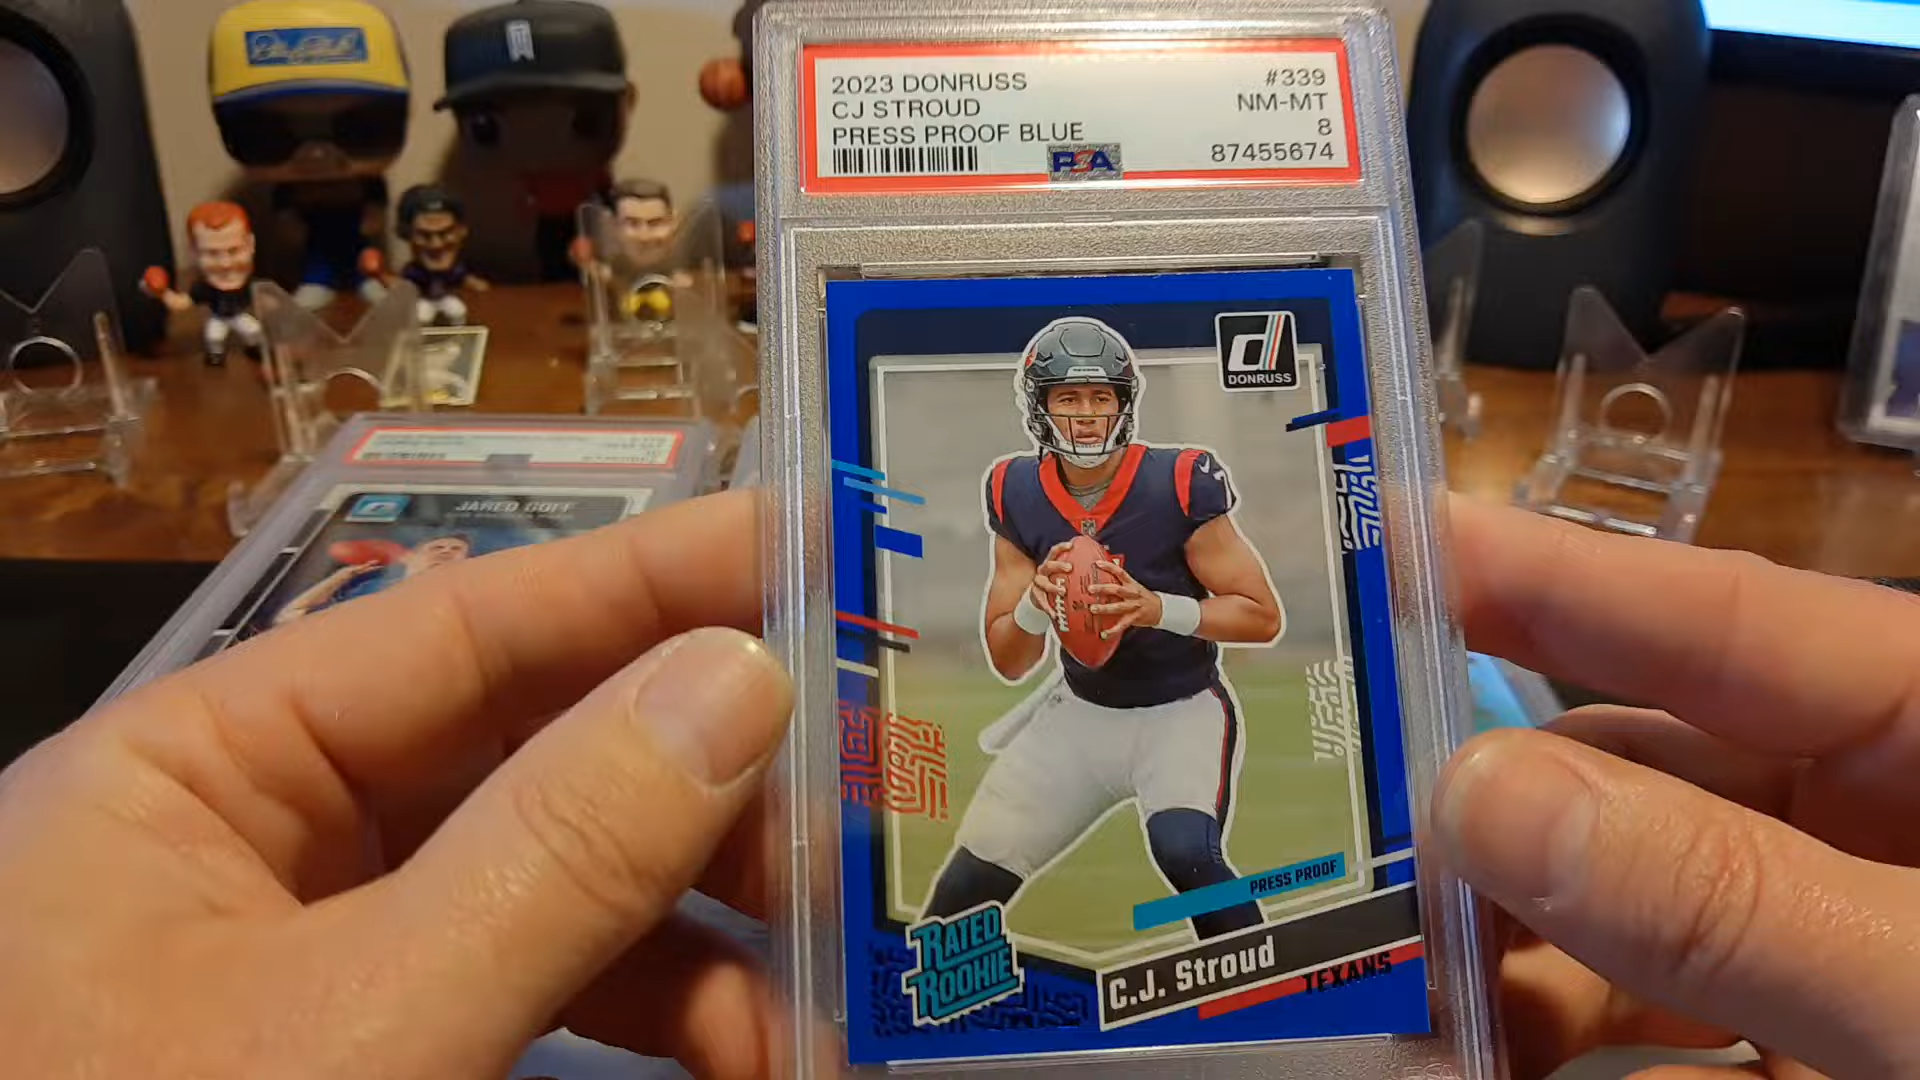 2023 DONRUSS #339
CJ STROUD NM-MT
PRESS PROOF BLUE 8
PSA 87455674
DONRUSS
TEXANS
PRESS PROOF
RATED
ROOKIE
C.J. Stroud
TEXANS
JARED GOFF